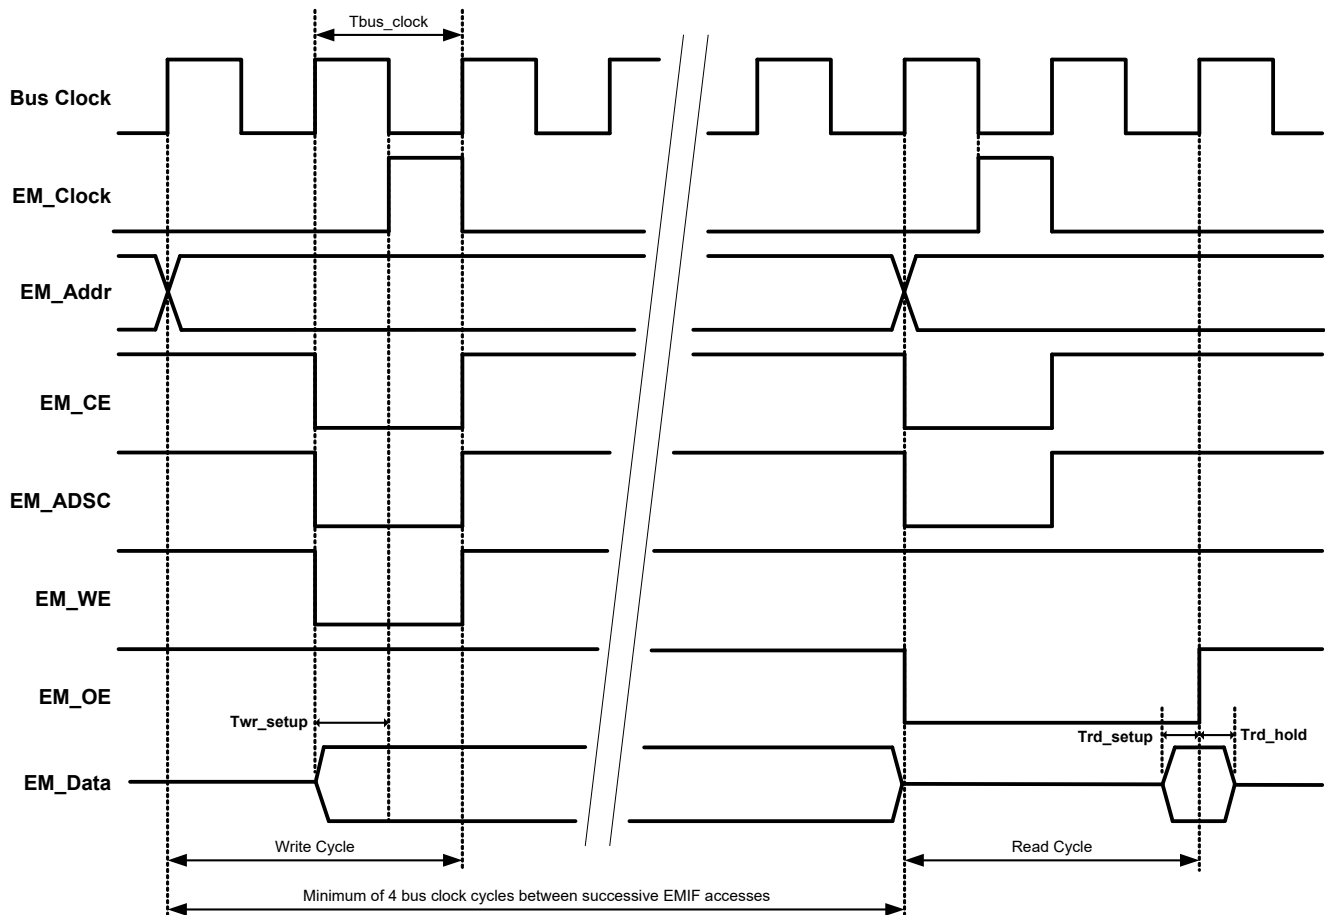 Tbus_clock
Bus Clock
EM_Clock
EM_Addr
EM_CE
EM_ADSC
EM_WE
EM_OE
Twr_setup
Trd_setup
Trd_hold
EM_Data
Write Cycle
Read Cycle
Minimum of 4 bus clock cycles between successive EMIF accesses